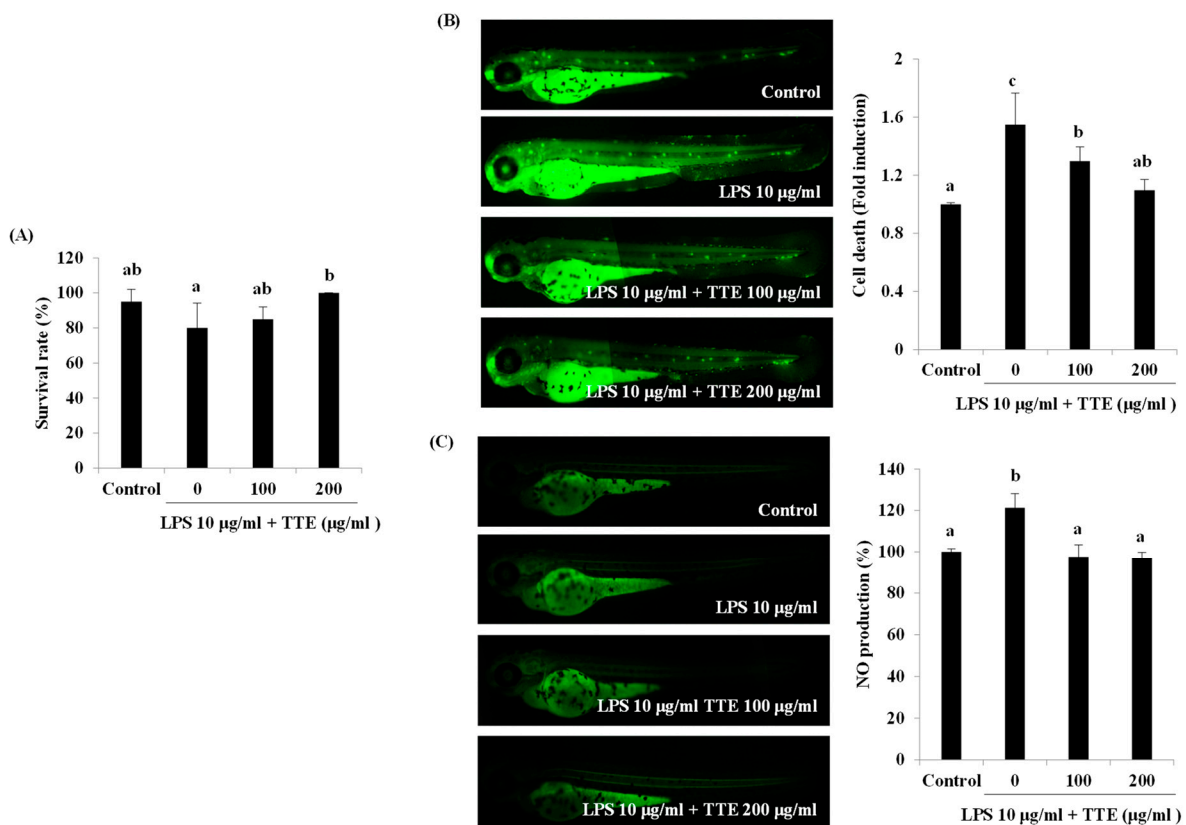 (A)
Survival rate (%)
120
100
80
60
40
20
0
ab
a
ab
b
Control
0
100
200
LPS 10 µg/ml + TTE (µg/ml )
(B)
Control
LPS 10 µg/ml
LPS 10 µg/ml + TTE 100 µg/ml
LPS 10 µg/ml + TTE 200 µg/ml
Cell death (Fold induction)
2
1.6
1.2
0.8
0.4
0
a
c
b
ab
Control
0
100
200
LPS 10 µg/ml + TTE (µg/ml )
(C)
Control
LPS 10 µg/ml
LPS 10 µg/ml TTE 100 µg/ml
LPS 10 µg/ml + TTE 200 µg/ml
NO production (%)
140
120
100
80
60
40
20
0
a
b
a
a
Control
0
100
200
LPS 10 µg/ml + TTE (µg/ml )